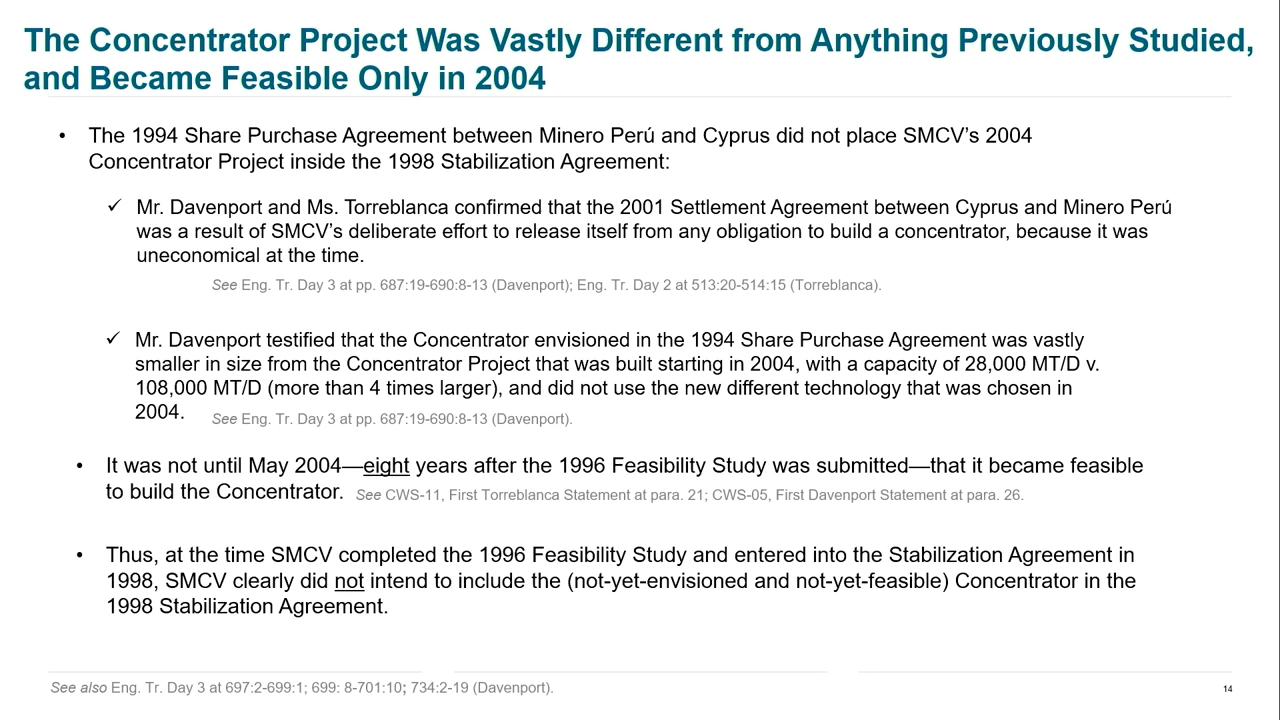 The Concentrator Project Was Vastly Different from Anything Previously Studied,
and Became Feasible Only in 2004
• The 1994 Share Purchase Agreement between Minero Perú and Cyprus did not place SMCV’s 2004
Concentrator Project inside the 1998 Stabilization Agreement:
✓ Mr. Davenport and Ms. Torreblanca confirmed that the 2001 Settlement Agreement between Cyprus and Minero Perú
was a result of SMCV’s deliberate effort to release itself from any obligation to build a concentrator, because it was
uneconomical at the time.
See Eng. Tr. Day 3 at pp. 687:19-690:8-13 (Davenport); Eng. Tr. Day 2 at 513:20-514:15 (Torreblanca).
✓ Mr. Davenport testified that the Concentrator envisioned in the 1994 Share Purchase Agreement was vastly
smaller in size from the Concentrator Project that was built starting in 2004, with a capacity of 28,000 MT/D v.
108,000 MT/D (more than 4 times larger), and did not use the new different technology that was chosen in
2004. See Eng. Tr. Day 3 at pp. 687:19-690:8-13 (Davenport).
• It was not until May 2004—eight years after the 1996 Feasibility Study was submitted—that it became feasible
to build the Concentrator. See CWS-11, First Torreblanca Statement at para. 21; CWS-05, First Davenport Statement at para. 26.
• Thus, at the time SMCV completed the 1996 Feasibility Study and entered into the Stabilization Agreement in
1998, SMCV clearly did not intend to include the (not-yet-envisioned and not-yet-feasible) Concentrator in the
1998 Stabilization Agreement.
See also Eng. Tr. Day 3 at 697:2-699:1; 699: 8-701:10; 734:2-19 (Davenport).
14